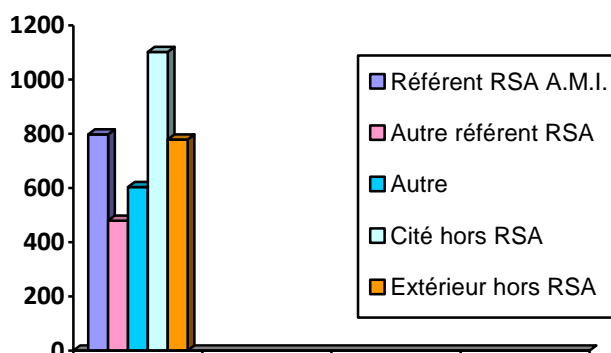 1200
1000
800
600
400
200
0
Référent RSA A.M.I.
Autre référent RSA
Autre
Cité hors RSA
Extérieur hors RSA